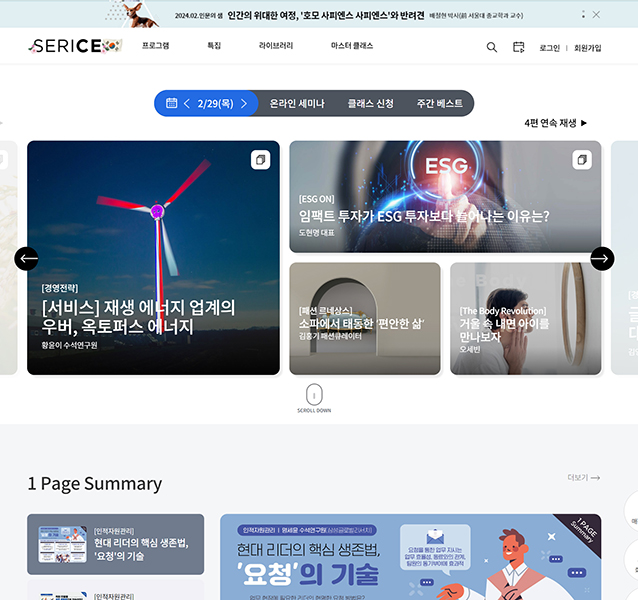 2024.02.인문의 샘 인간의 위대한 여정, '호모 사피엔스 사피엔스'와 반려견 배철현 박사(前 서울대 종교학과 교수)
SERICEO 프로그램 특집 라이브러리 마스터 클래스 로그인 | 회원가입
2/29(목) 온라인 세미나 클래스 신청 주간 베스트
4편 연속 재생 ▶
[경영전략]
[서비스] 재생 에너지 업계의
우버, 옥토퍼스 에너지
황윤이 수석연구원
ESG
[ESG ON]
임팩트 투자가 ESG 투자보다 늘어나는 이유는?
도현명 대표
[패션 르네상스]
소파에서 태동한 '편안한 삶'
김홍기 패션큐레이터
[The Body Revolution]
거울 속 내면 아이를
만나보자
오세빈
SCROLL DOWN
1 Page Summary
더보기 →
[인적자원관리]
현대 리더의 핵심 생존법,
'요청'의 기술
[인적자원관리]
인적자원관리 | 평세윤 수석연구원(삼성글로벌리서치)
현대 리더의 핵심 생존법,
'요청'의 기술
요청을 통한 업무 지시는
업무 효율성, 동료와의 관계,
팀원의 동기부여에 효과적
1 PAGE
Summary